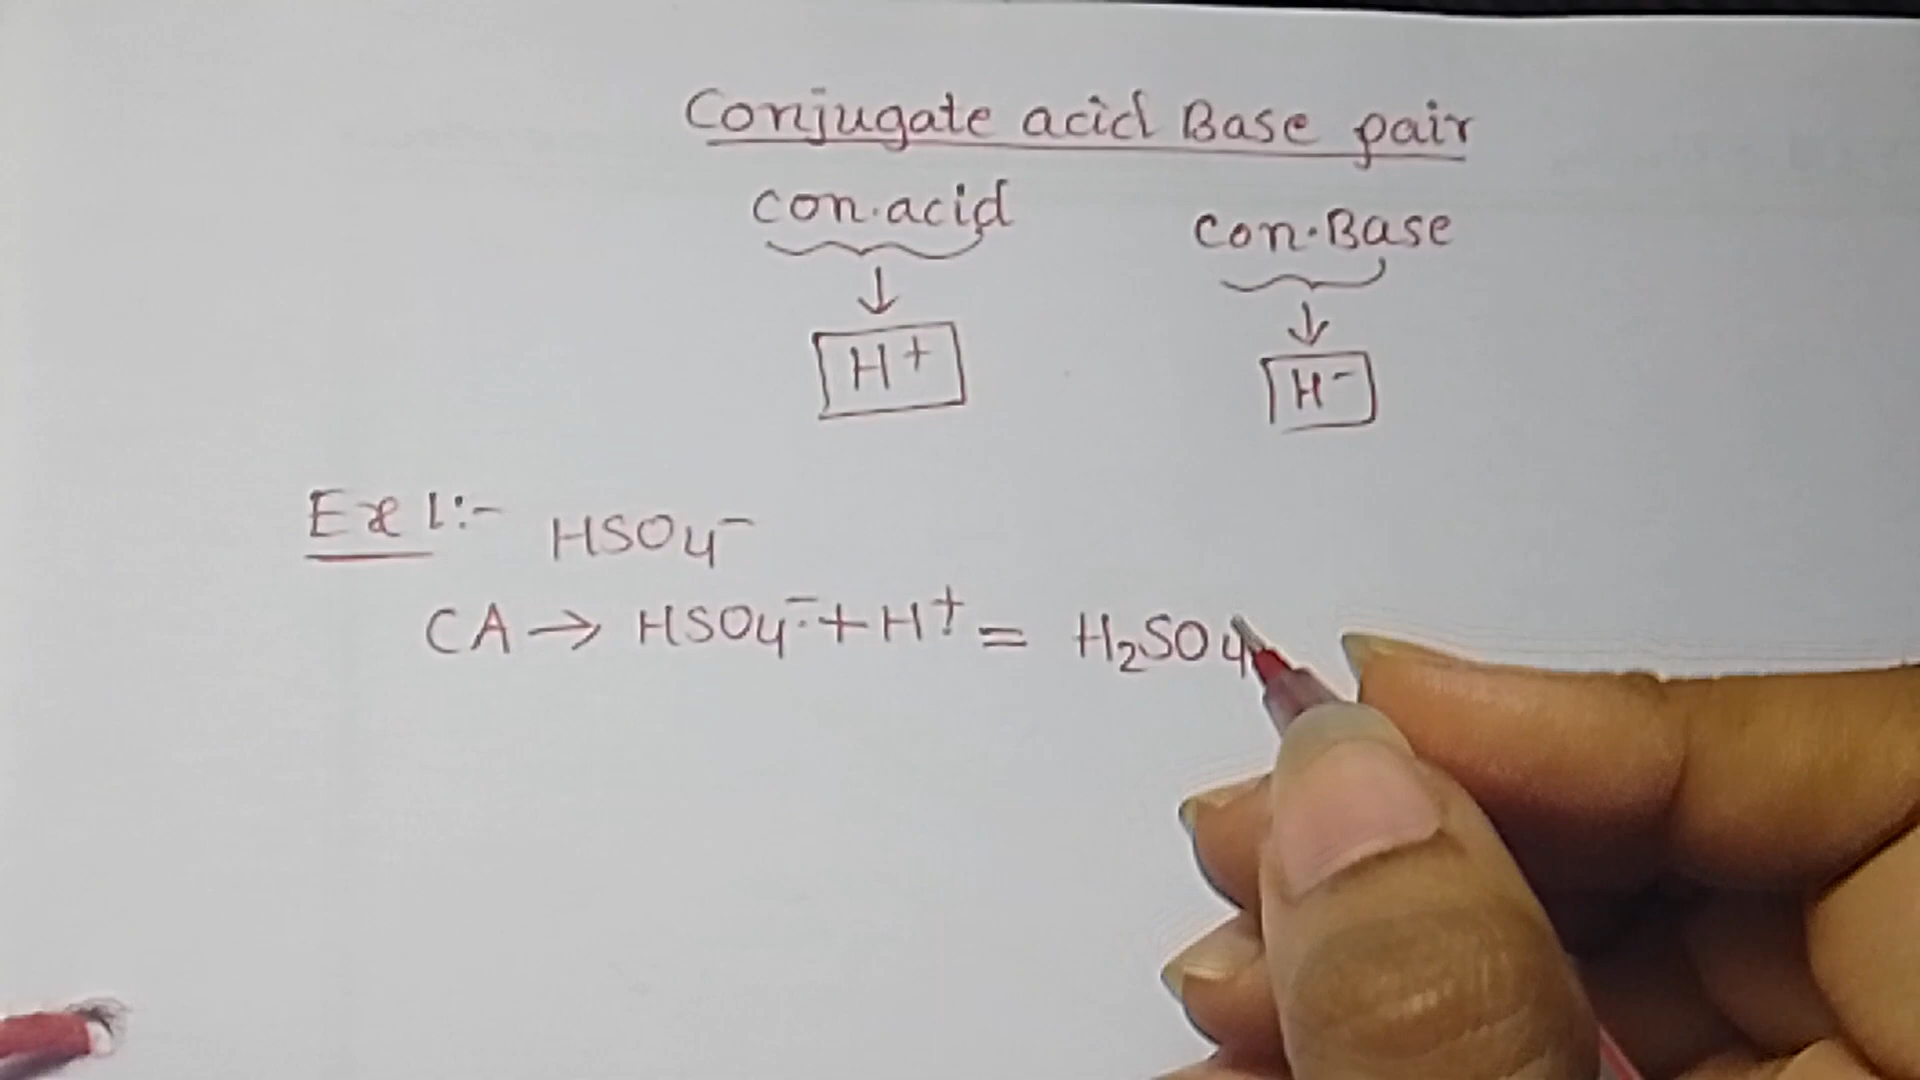 Conjugate acid Base pair
con.acid con.Base
↓ ↓
H⁺ H⁻
Ex 1:- HSO₄⁻
CA → HSO₄⁻ + H⁺ = H₂SO₄